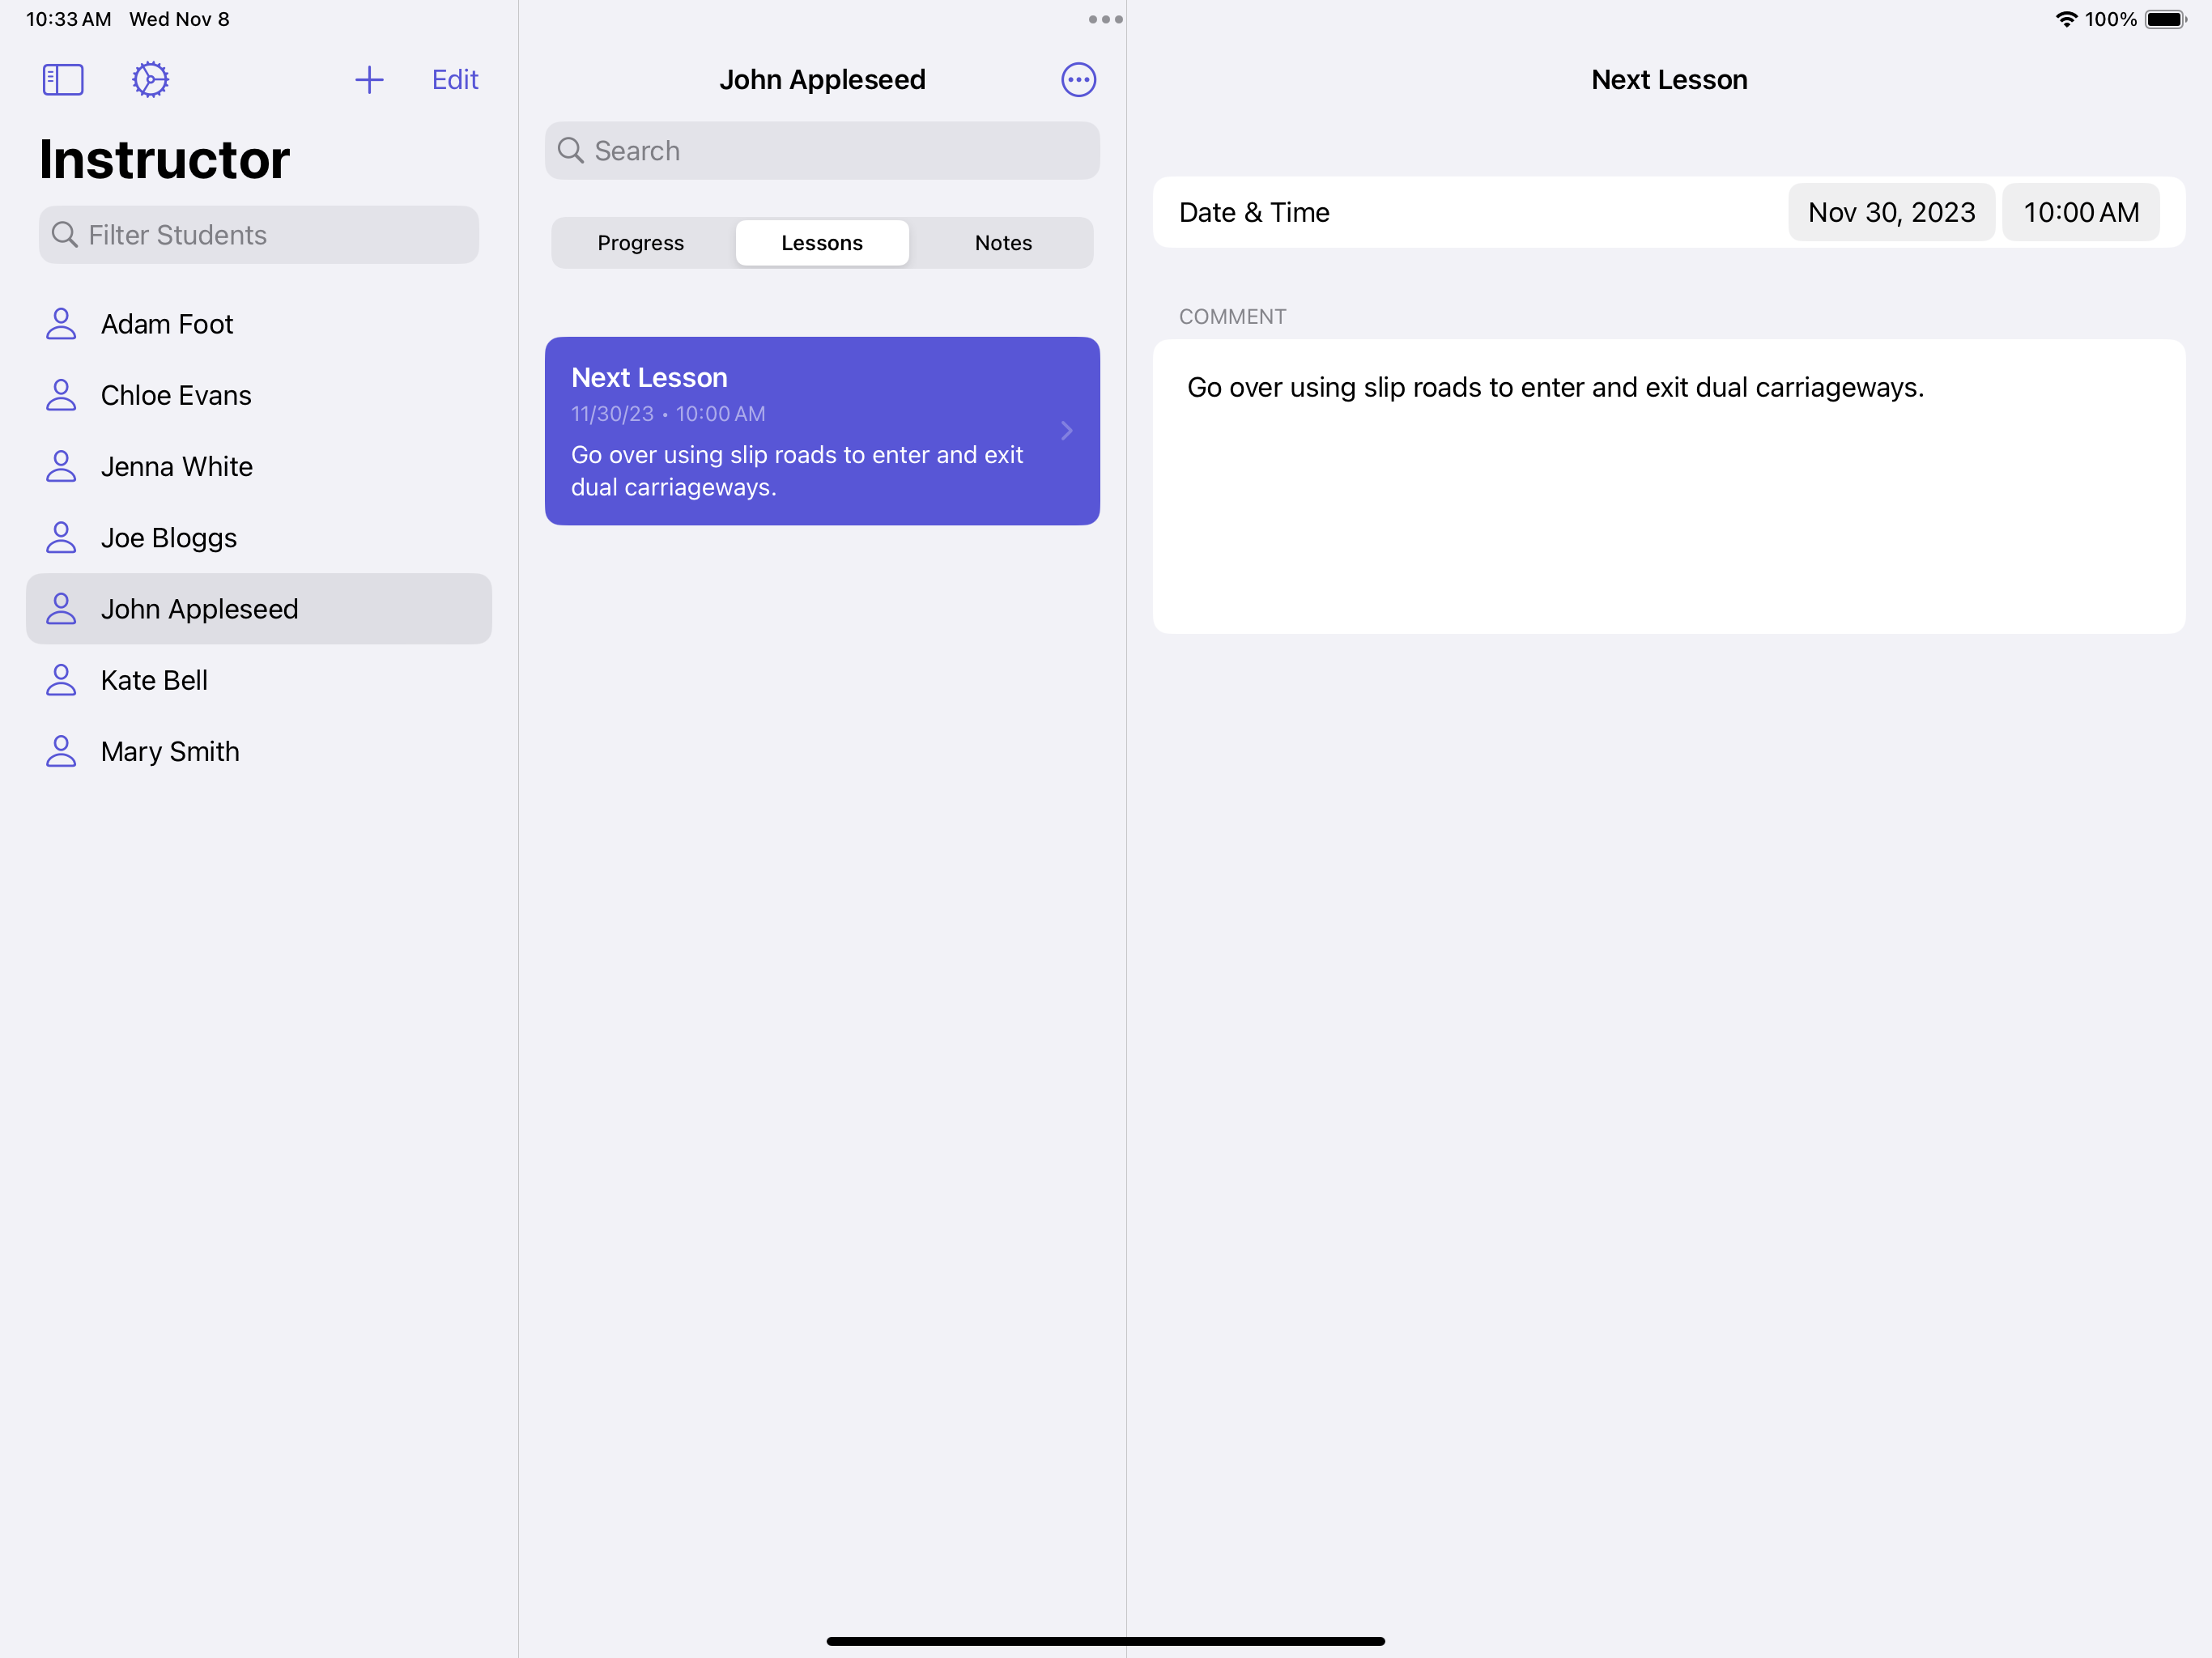 10:33 AM Wed Nov 8
100%
Edit
Instructor
Filter Students
Adam Foot
Chloe Evans
Jenna White
Joe Bloggs
John Appleseed
Kate Bell
Mary Smith
John Appleseed
Search
Progress Lessons Notes
Next Lesson
11/30/23 • 10:00 AM
Go over using slip roads to enter and exit
dual carriageways.
Next Lesson
Date & Time Nov 30, 2023 10:00 AM
COMMENT
Go over using slip roads to enter and exit dual carriageways.